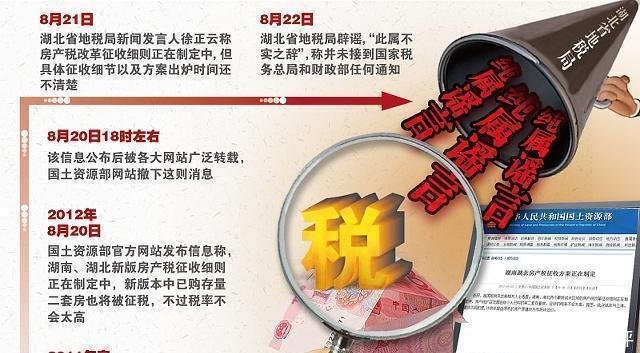 8月21日
湖北省地税局新闻发言人徐正云称
房产税改革征收细则正在制定中，但
具体征收细节以及方案出炉时间还
不清楚
8月22日
湖北省地税局辟谣，“此属不
实之辞”，称并未接到国家税
务总局和财政部任何通知
湖北省地税局
纯属谣言
纯属谣言
纯属谣言
8月20日18时左右
该信息公布后被各大网站广泛转载，
国土资源部网站撤下这则消息
2012年
8月20日
国土资源部官方网站发布信息称，
湖南、湖北新版房产税征收细则
正在制定中，新版本中已购存量
二套房也将被征税，不过税率不
会太高
税
华人民共和国国土资源部
湖南湖北房产税征收方案正在制定